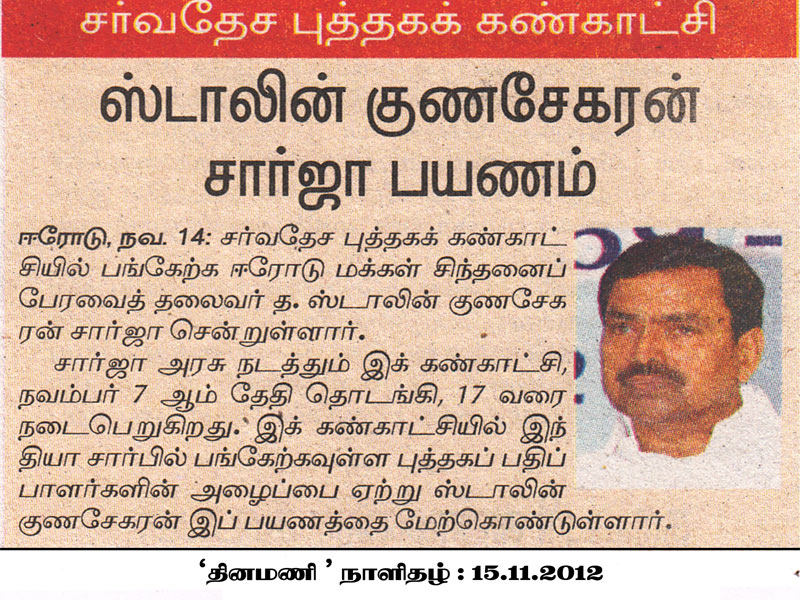 சர்வதேச புத்தகக் கண்காட்சி
ஸ்டாலின் குணசேகரன்
சார்ஜா பயணம்
ஈரோடு, நவ. 14: சர்வதேச புத்தகக் கண்காட்
சியில் பங்கேற்க ஈரோடு மக்கள் சிந்தனைப்
பேரவைத் தலைவர் த. ஸ்டாலின் குணசேக
ரன் சார்ஜா சென்றுள்ளார்.
சார்ஜா அரசு நடத்தும் இக் கண்காட்சி,
நவம்பர் 7 ஆம் தேதி தொடங்கி, 17 வரை
நடைபெறுகிறது. இக் கண்காட்சியில் இந்
தியா சார்பில் பங்கேற்கவுள்ள புத்தகப் பதிப்
பாளர்களின் அழைப்பை ஏற்று ஸ்டாலின்
குணசேகரன் இப் பயணத்தை மேற்கொண்டுள்ளார்.
‘தினமணி ’ நாளிதழ் : 15.11.2012